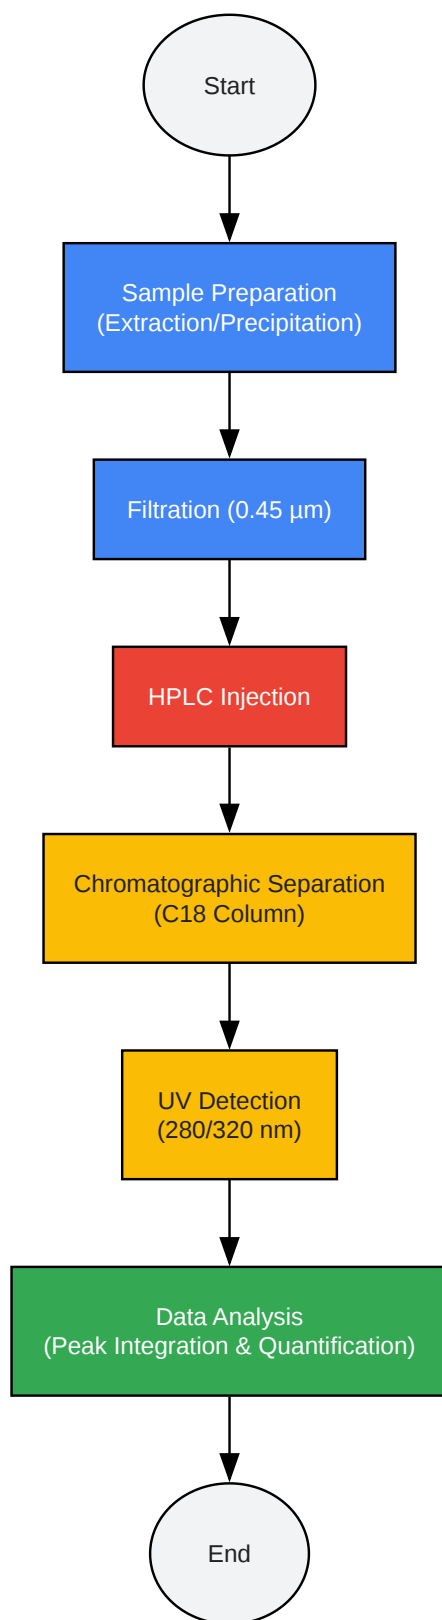 Start
Sample Preparation
(Extraction/Precipitation)
Filtration (0.45 µm)
HPLC Injection
Chromatographic Separation
(C18 Column)
UV Detection
(280/320 nm)
Data Analysis
(Peak Integration & Quantification)
End